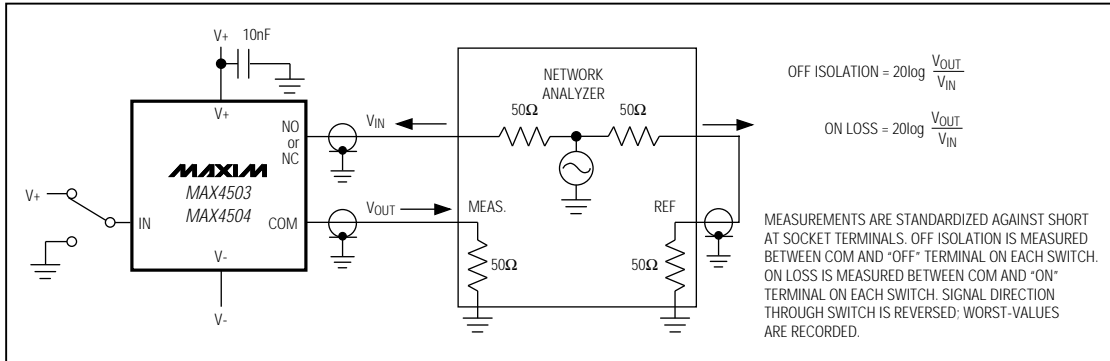 V+
10nF
V+
NO
or
NC
MAXIM
MAX4503
MAX4504
V+
IN
COM
V-
V-
VIN
VOUT
NETWORK
ANALYZER
50Ω
50Ω
MEAS.
REF
50Ω
50Ω
OFF ISOLATION = 20log VOUT
VIN
ON LOSS = 20log VOUT
VIN
MEASUREMENTS ARE STANDARDIZED AGAINST SHORT
AT SOCKET TERMINALS. OFF ISOLATION IS MEASURED
BETWEEN COM AND "OFF" TERMINAL ON EACH SWITCH.
ON LOSS IS MEASURED BETWEEN COM AND "ON"
TERMINAL ON EACH SWITCH. SIGNAL DIRECTION
THROUGH SWITCH IS REVERSED; WORST-VALUES
ARE RECORDED.